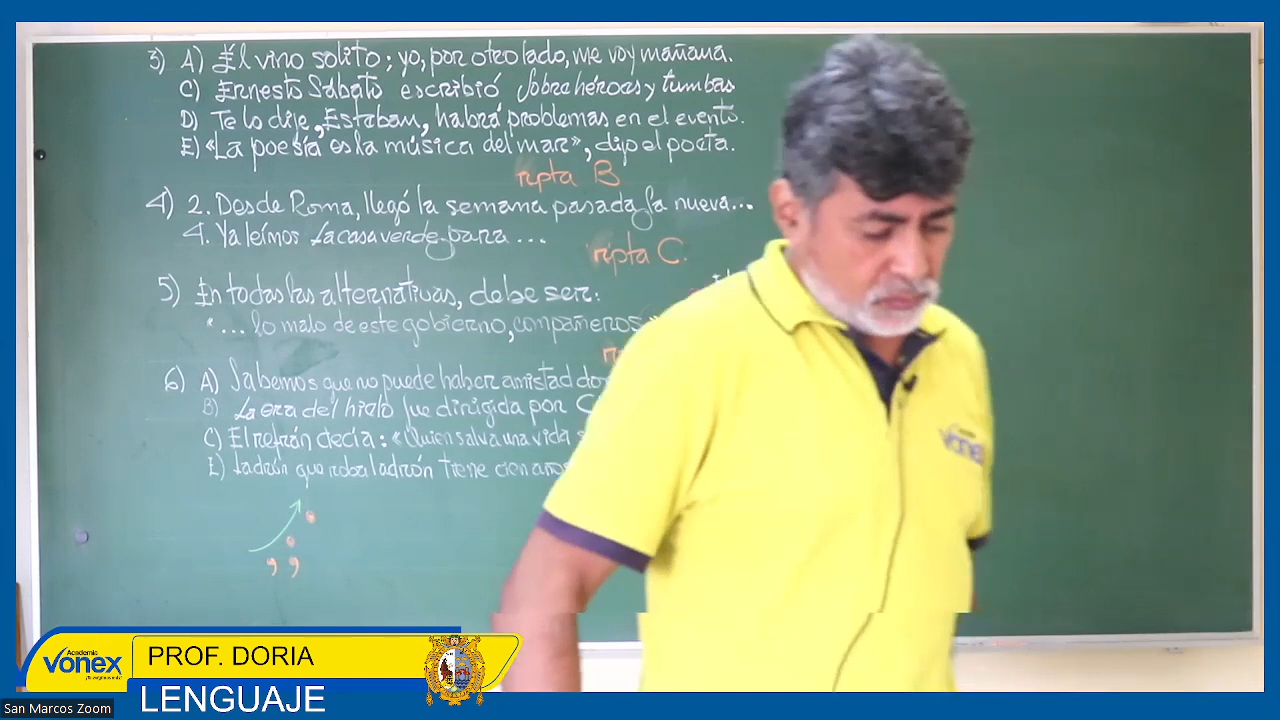 3) A) Él vino solito; yo, por otro lado, me voy mañana.
C) Ernesto Sábato escribió Sobre héroes y tumbas
D) Te lo dije, Esteban, habrá problemas en el evento.
E) «La poesía es la música del mar», dijo el poeta.
rpta B
4) 2. Desde Roma, llegó la semana pasada la nueva...
4. Ya leímos La casa verde para ...
rpta C.
5) En todas las alternativas, debe ser:
"... lo malo de este gobierno, compañeros
6) A) Sabemos que no puede haber amistad
B) La era del hielo fue dirigida por
C) El refrán decía: «Quien salva una vida
E) Ladrón que roba ladrón tiene cien años
Academia
Vonex
VONEX
PROF. DORIA
LENGUAJE
San Marcos Zoom